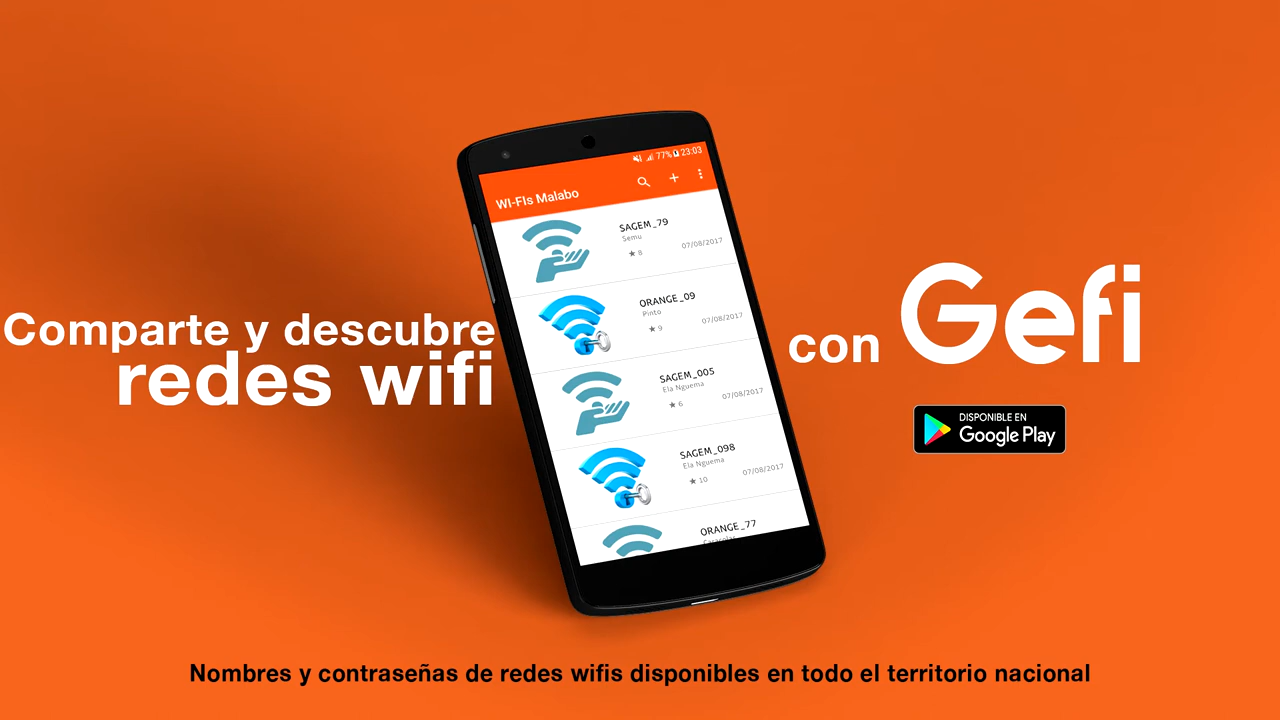 Comparte y descubre
redes wifi
77% 23:03
WI-FIs Malabo
SAGEM_79
Semu
★ 8
07/08/2017
ORANGE_09
Pinto
★ 9
07/08/2017
SAGEM_005
Ela Nguema
★ 6
07/08/2017
SAGEM_098
Ela Nguema
★ 10
07/08/2017
ORANGE_77
con Gefi
DISPONIBLE EN
Google Play
Nombres y contraseñas de redes wifis disponibles en todo el territorio nacional